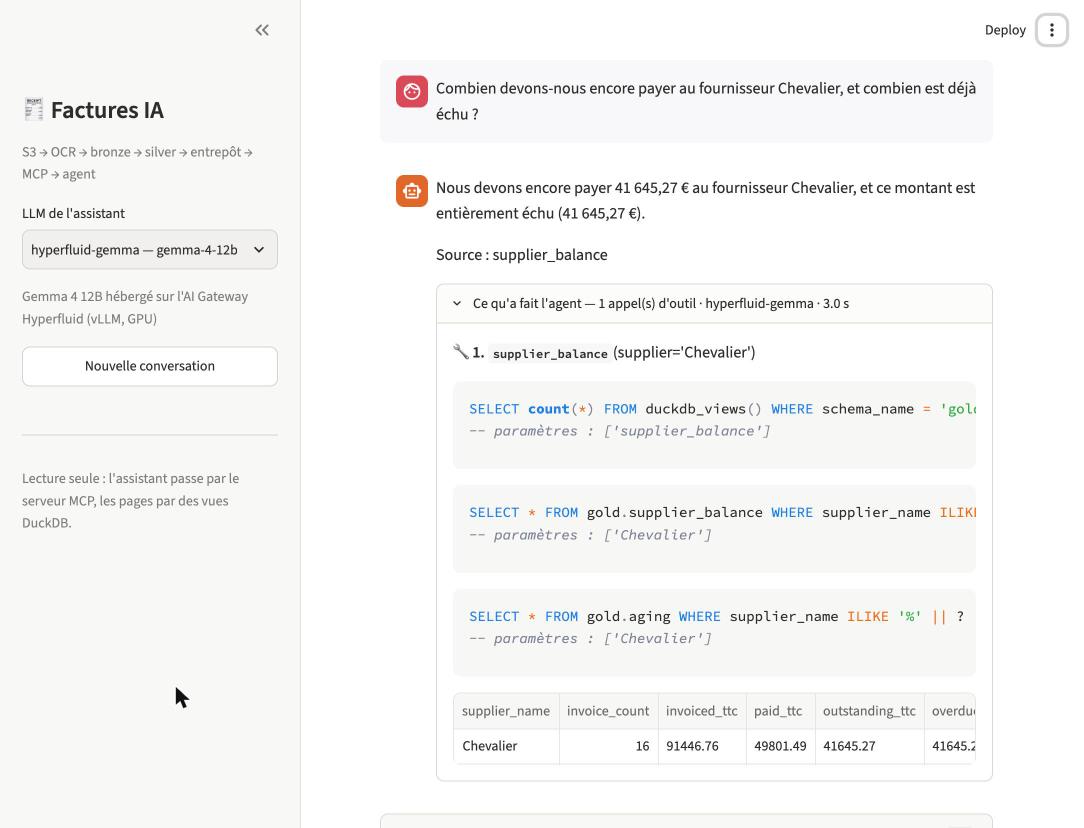 Deploy
Factures IA
S3 → OCR → bronze → silver → entrepôt →
MCP → agent
LLM de l'assistant
hyperfluid-gemma — gemma-4-12b
Gemma 4 12B hébergé sur l'AI Gateway
Hyperfluid (vLLM, GPU)
Nouvelle conversation
Lecture seule : l'assistant passe par le
serveur MCP, les pages par des vues
DuckDB.
Combien devons-nous encore payer au fournisseur Chevalier, et combien est déjà
échu ?
Nous devons encore payer 41 645,27 € au fournisseur Chevalier, et ce montant est
entièrement échu (41 645,27 €).
Source : supplier_balance
Ce qu'a fait l'agent — 1 appel(s) d'outil · hyperfluid-gemma · 3.0 s
1. supplier_balance (supplier='Chevalier')
SELECT count(*) FROM duckdb_views() WHERE schema_name = 'gold
-- paramètres : ['supplier_balance']
SELECT * FROM gold.supplier_balance WHERE supplier_name ILIKE
-- paramètres : ['Chevalier']
SELECT * FROM gold.aging WHERE supplier_name ILIKE '%' || ?
-- paramètres : ['Chevalier']
supplier_name invoice_count invoiced_ttc paid_ttc outstanding_ttc overdu
Chevalier 16 91446.76 49801.49 41645.27 41645.2